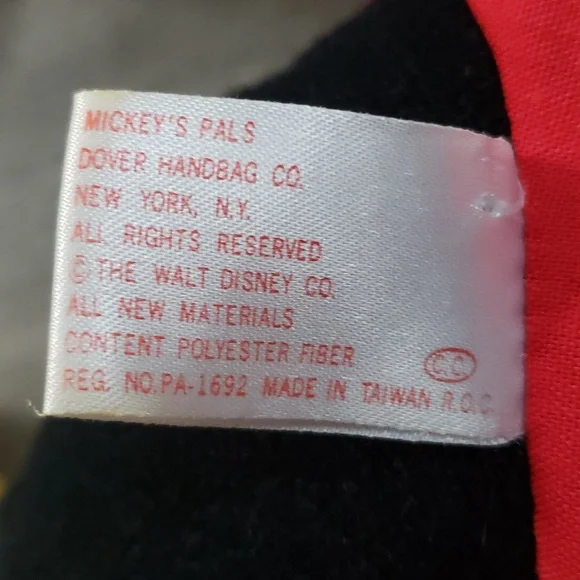 MICKEY'S PALS
DOVER HANDBAG CO.
NEW YORK, N.Y.
ALL RIGHTS RESERVED
© THE WALT DISNEY CO.
ALL NEW MATERIALS
CONTENT POLYESTER FIBER
C.C
REG. NO.PA-1692 MADE IN TAIWAN R.O.C.